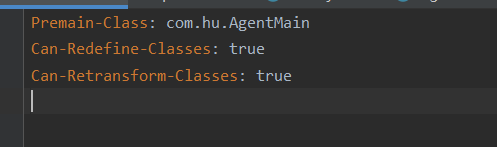 Premain-Class: com.hu.AgentMain
Can-Redefine-Classes: true
Can-Retransform-Classes: true